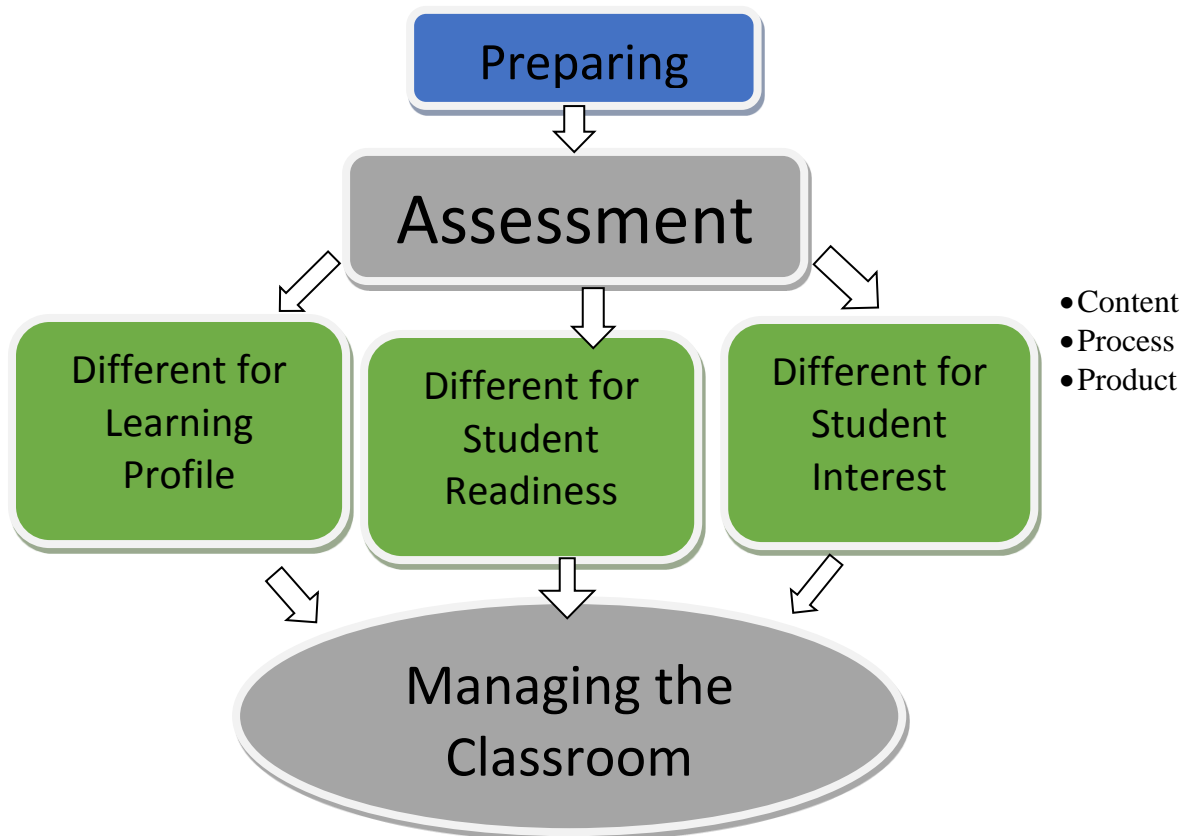 Preparing
Assessment
Different for
Learning
Profile
Different for
Student
Readiness
Different for
Student
Interest
•Content
•Process
•Product
Managing the
Classroom